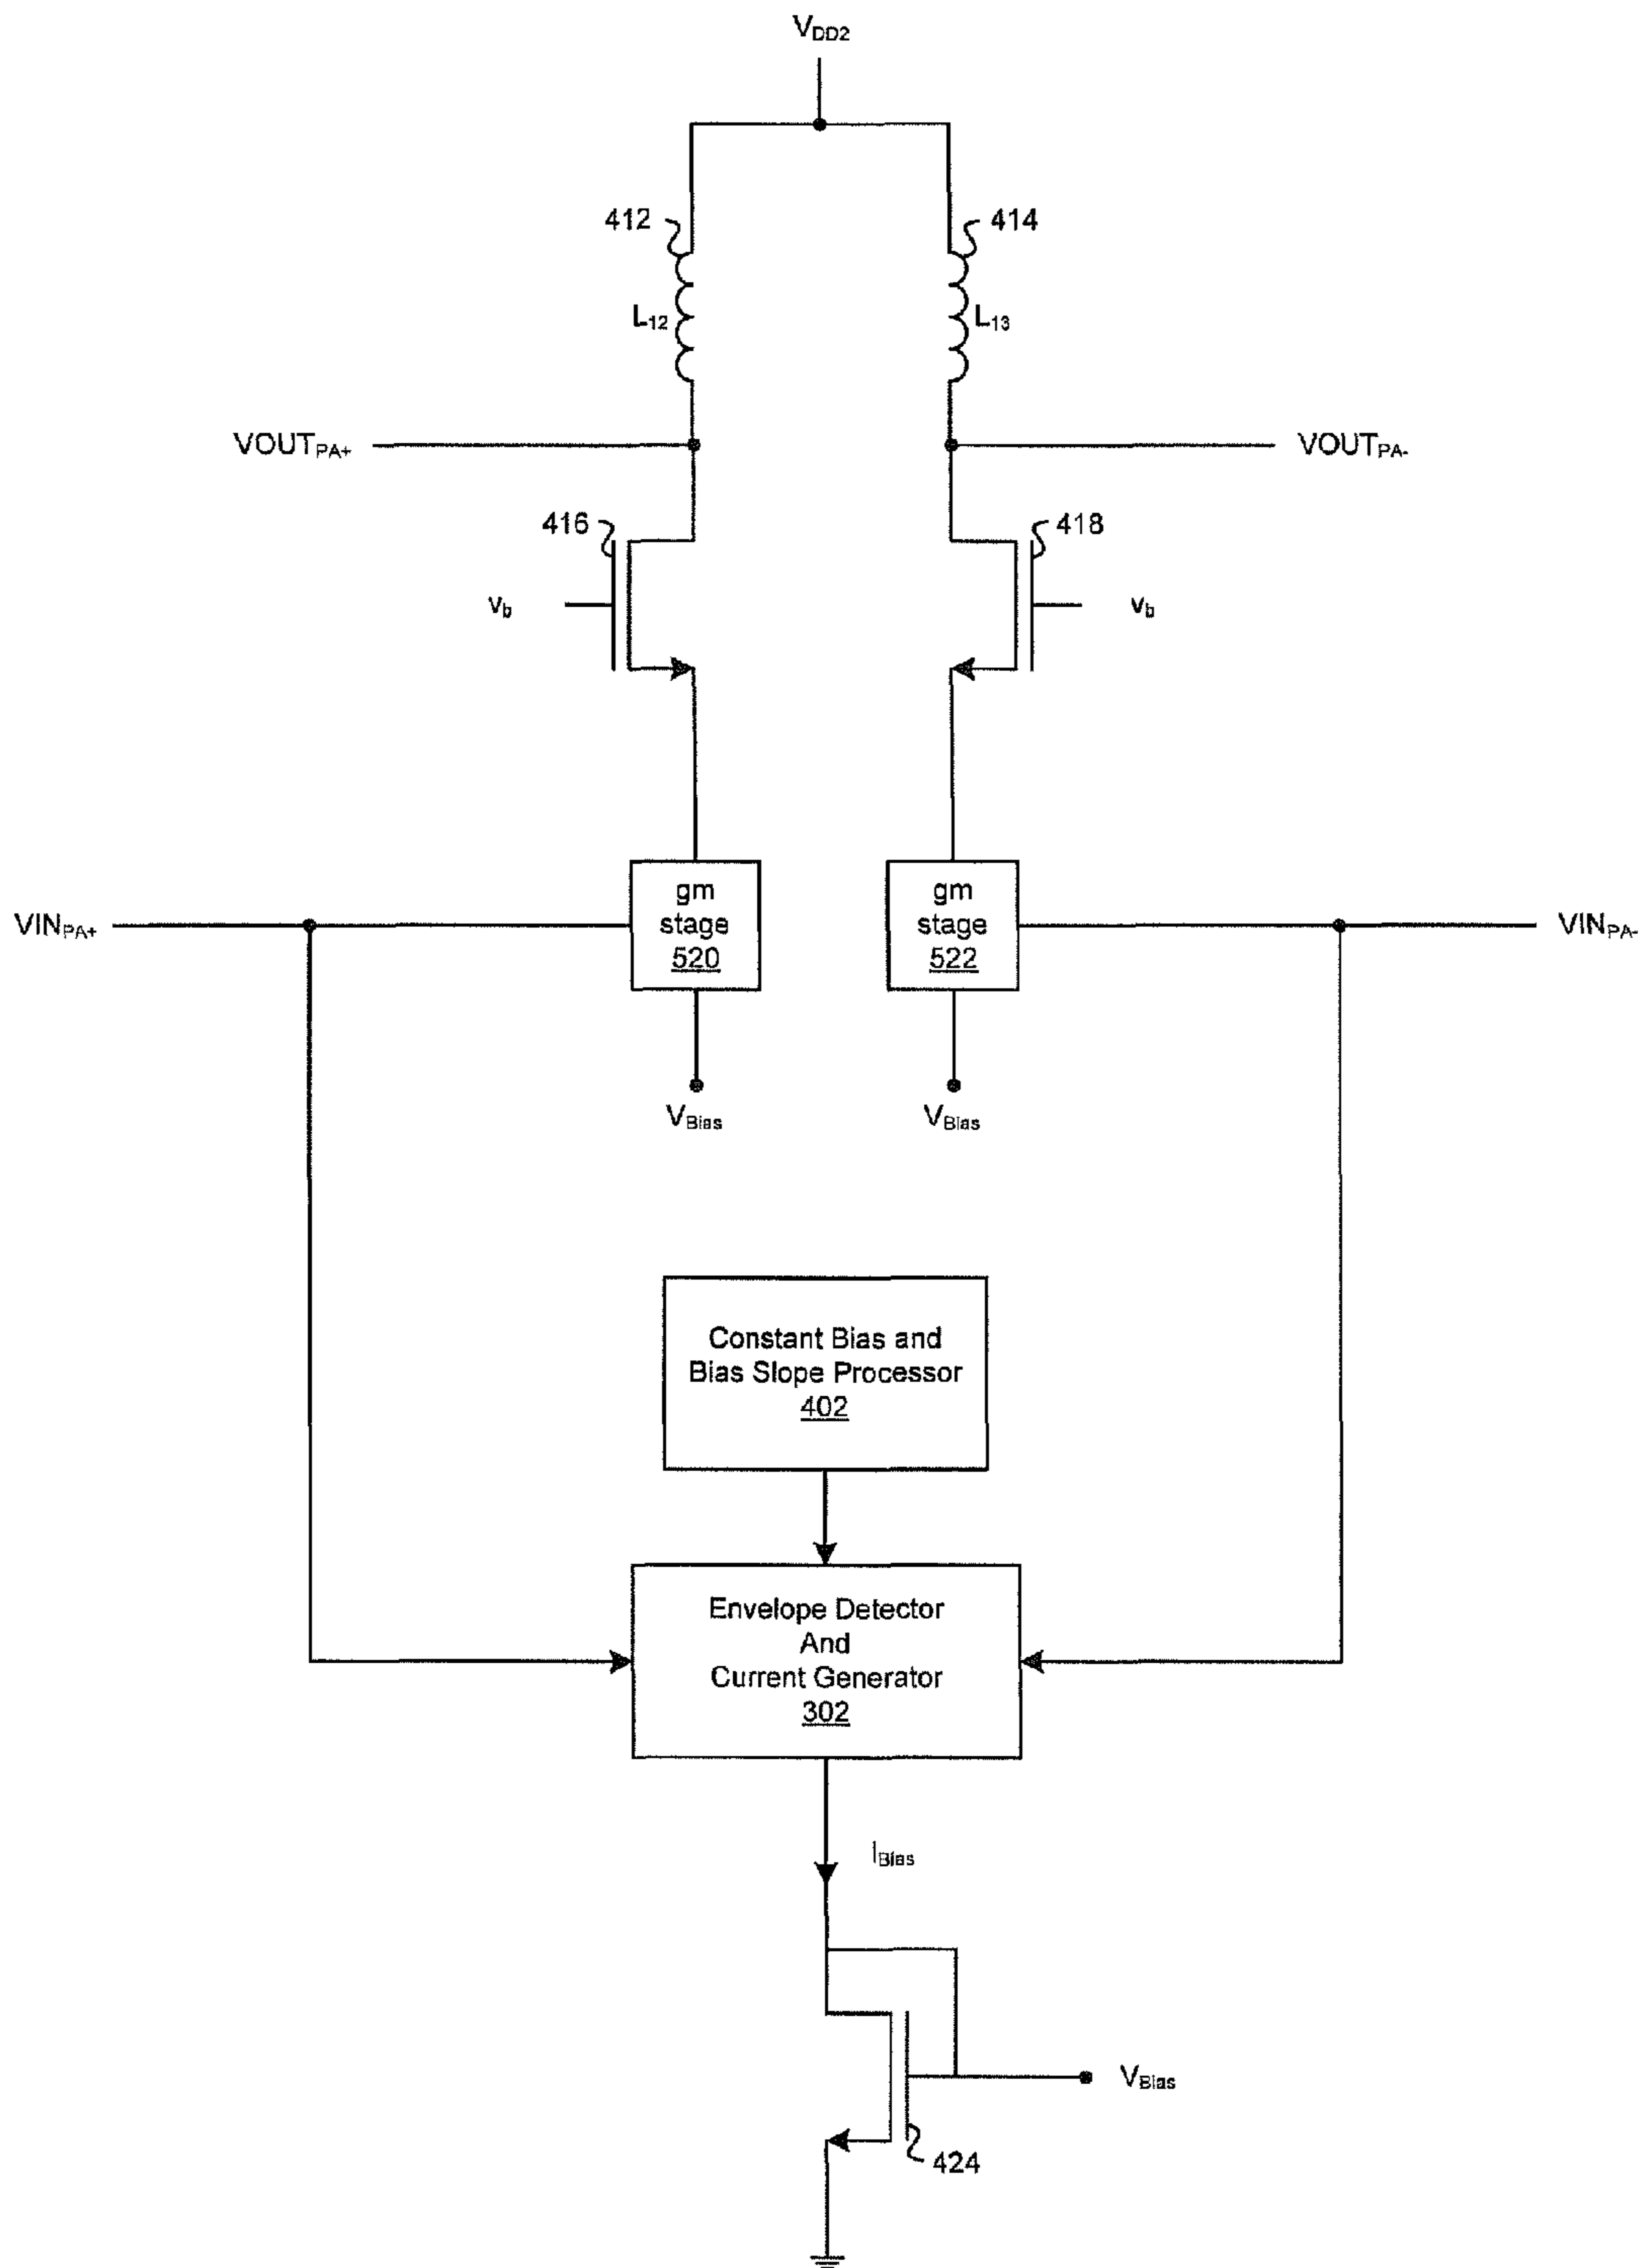 VDD2
412
414
L12
L13
VOUTPA+
VOUTPA-
416
418
vb
vb
gm
stage
520
gm
stage
522
VINPA+
VINPA-
VBias
VBias
Constant Bias and
Bias Slope Processor
402
Envelope Detector
And
Current Generator
302
IBias
VBias
424